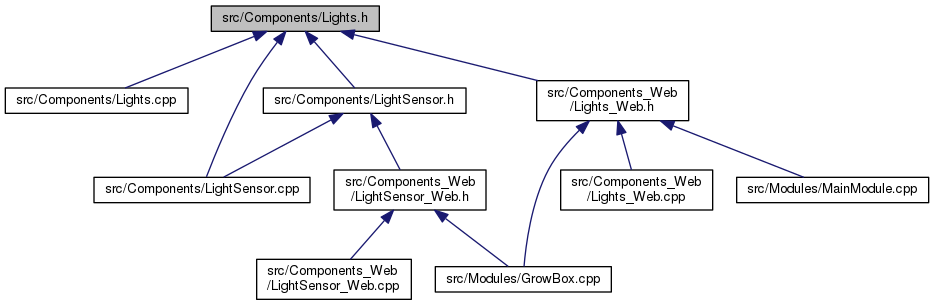 src/Components/Lights.h
src/Components/Lights.cpp
src/Components/LightSensor.h
src/Components_Web
/Lights_Web.h
src/Components/LightSensor.cpp
src/Components_Web
/LightSensor_Web.h
src/Components_Web
/Lights_Web.cpp
src/Modules/MainModule.cpp
src/Components_Web
/LightSensor_Web.cpp
src/Modules/GrowBox.cpp